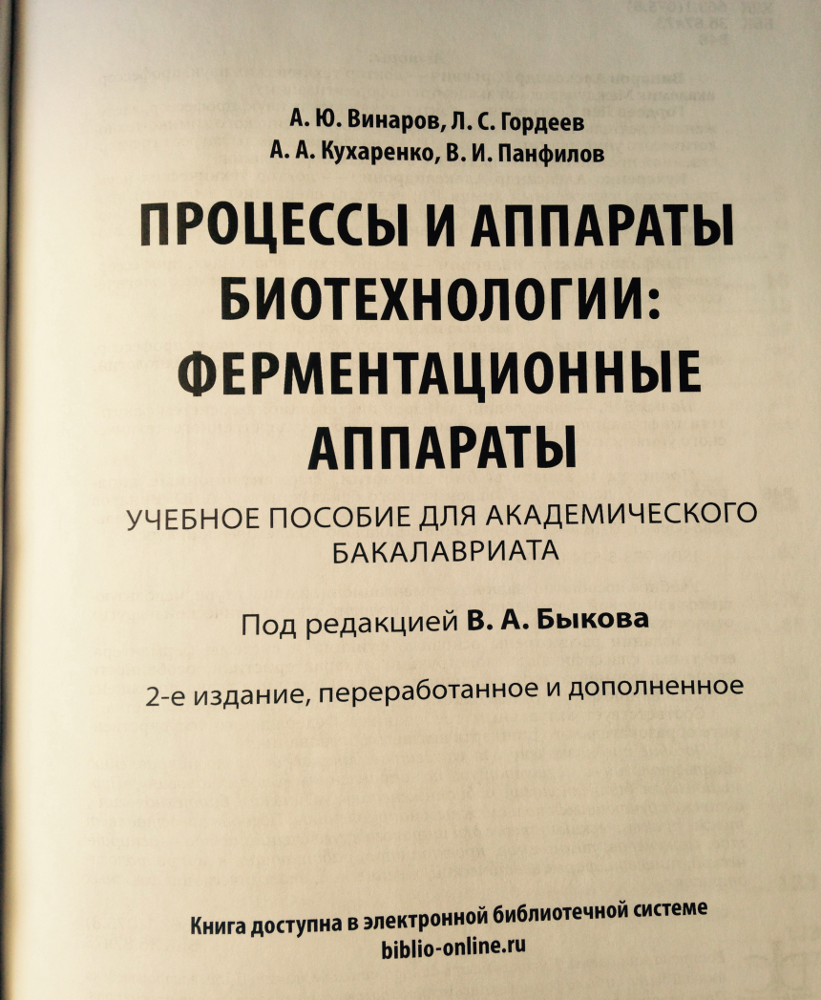 А. Ю. Винаров, Л. С. Гордеев
А. А. Кухаренко, В. И. Панфилов
ПРОЦЕССЫ И АППАРАТЫ
БИОТЕХНОЛОГИИ:
ФЕРМЕНТАЦИОННЫЕ
АППАРАТЫ
УЧЕБНОЕ ПОСОБИЕ ДЛЯ АКАДЕМИЧЕСКОГО
БАКАЛАВРИАТА
Под редакцией В. А. Быкова
2-е издание, переработанное и дополненное
Книга доступна в электронной библиотечной системе
biblio-online.ru